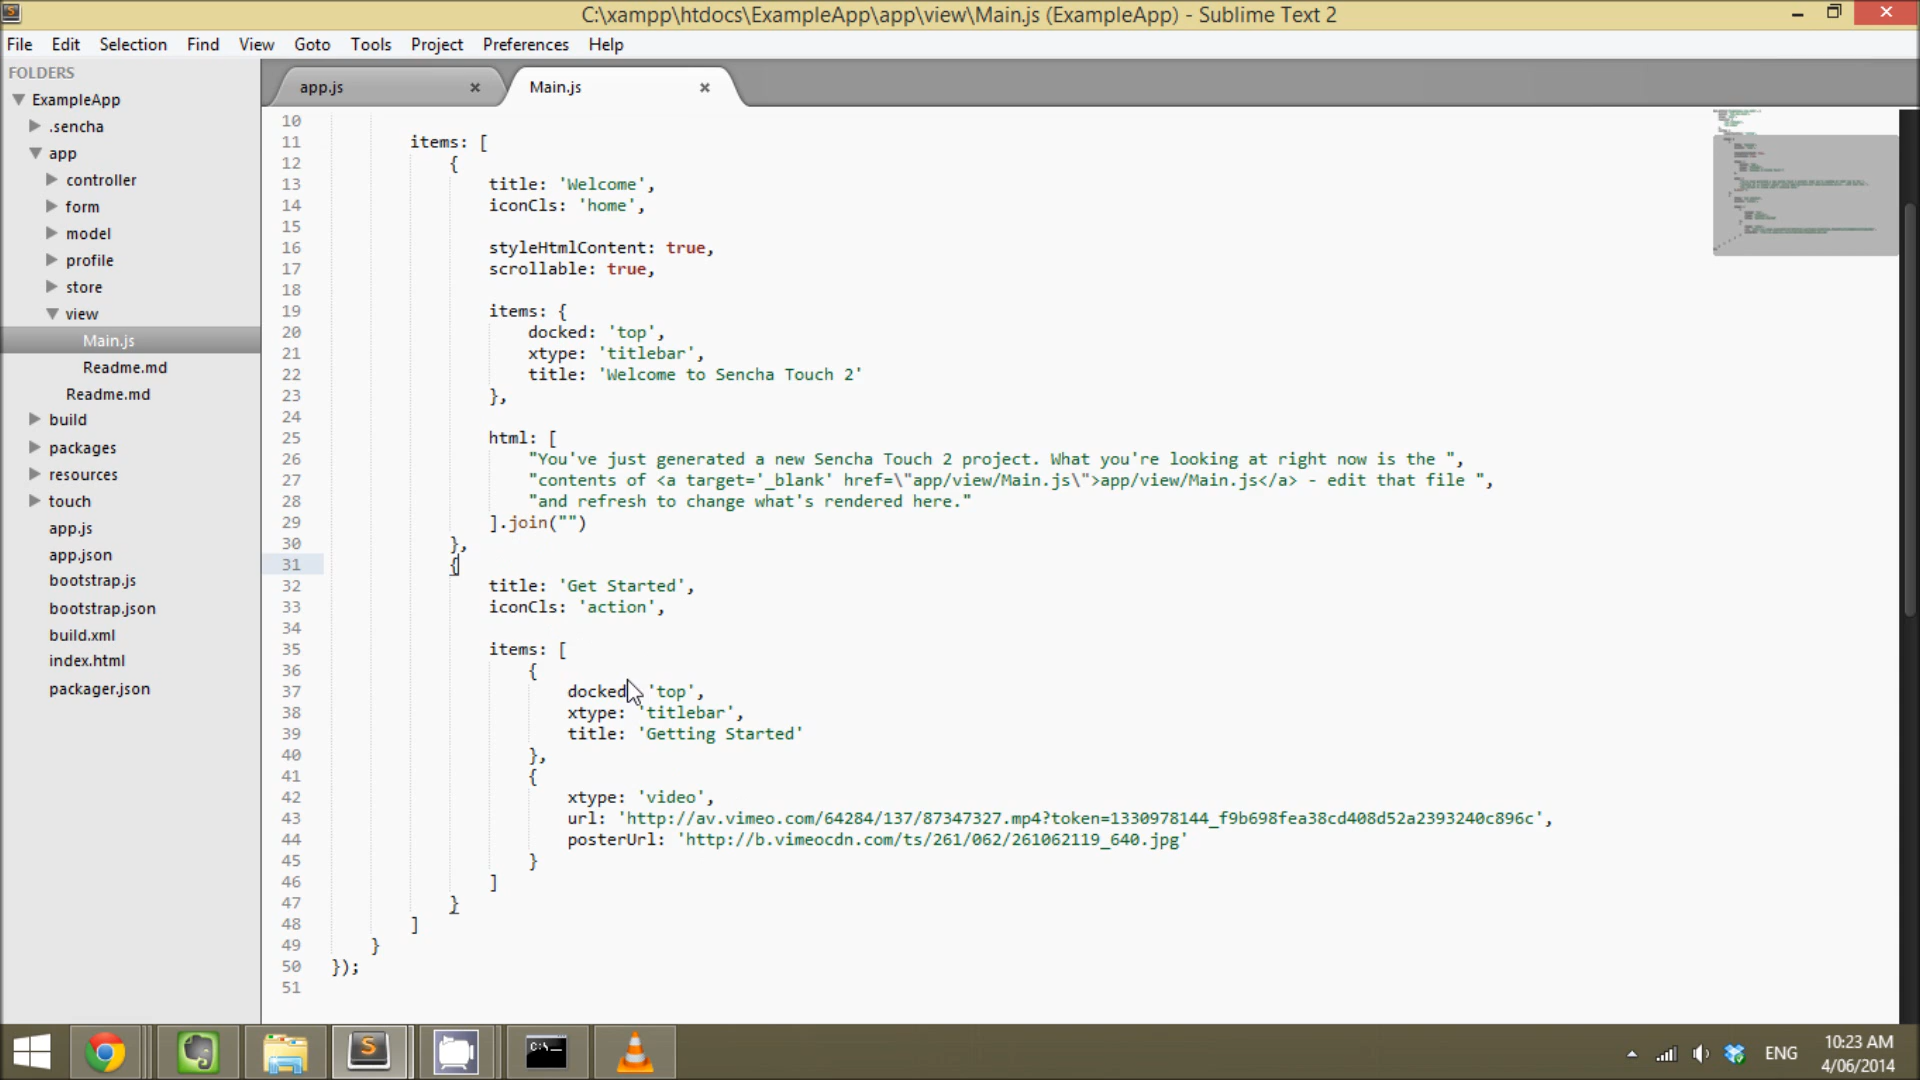 C:\xampp\htdocs\ExampleApp\app\view\Main.js (ExampleApp) - Sublime Text 2
File Edit Selection Find View Goto Tools Project Preferences Help
FOLDERS
ExampleApp
.sencha
app
controller
form
model
profile
store
view
Main.js
Readme.md
Readme.md
build
packages
resources
touch
app.js
app.json
bootstrap.js
bootstrap.json
build.xml
index.html
packager.json
app.js
Main.js
10
11 items: [
12 {
13 title: 'Welcome',
14 iconCls: 'home',
15
16 styleHtmlContent: true,
17 scrollable: true,
18
19 items: {
20 docked: 'top',
21 xtype: 'titlebar',
22 title: 'Welcome to Sencha Touch 2'
23 },
24
25 html: [
26 "You've just generated a new Sencha Touch 2 project. What you're looking at right now is the ",
27 "contents of <a target='_blank' href=\"app/view/Main.js\">app/view/Main.js</a> - edit that file ",
28 "and refresh to change what's rendered here."
29 ].join("")
30 },
31 {
32 title: 'Get Started',
33 iconCls: 'action',
34
35 items: [
36 {
37 docked: 'top',
38 xtype: 'titlebar',
39 title: 'Getting Started'
40 },
41 {
42 xtype: 'video',
43 url: 'http://av.vimeo.com/64284/137/87347327.mp4?token=1330978144_f9b698fea38cd408d52a2393240c896c',
44 posterUrl: 'http://b.vimeocdn.com/ts/261/062/261062119_640.jpg'
45 }
46 ]
47 }
48 ]
49 }
50 });
51
C:\-
ENG
10:23 AM
4/06/2014